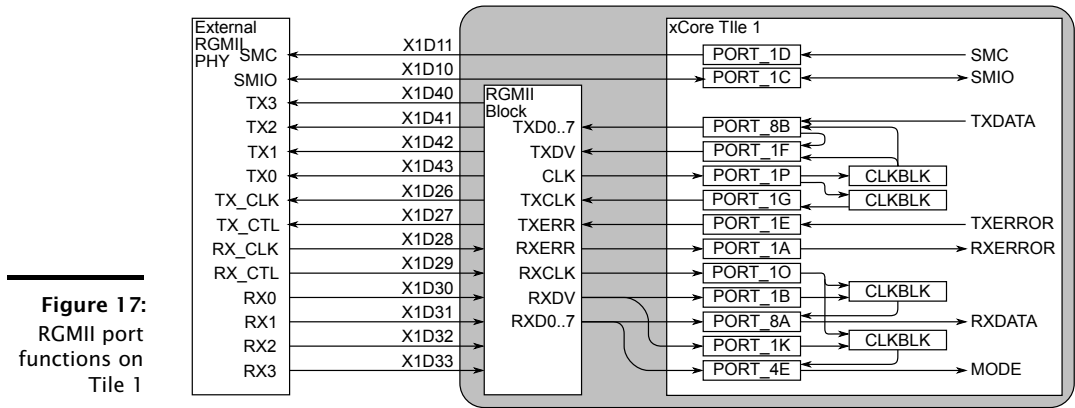 External
RGMII
PHY
SMC
SMIO
TX3
TX2
TX1
TX0
TX_CLK
TX_CTL
RX_CLK
RX_CTL
RX0
RX1
RX2
RX3
X1D11
X1D10
X1D40
X1D41
X1D42
X1D43
X1D26
X1D27
X1D28
X1D29
X1D30
X1D31
X1D32
X1D33
RGMII
Block
TXD0..7
TXDV
CLK
TXCLK
TXERR
RXERR
RXCLK
RXDV
RXD0..7
xCore TIle 1
PORT_1D
PORT_1C
PORT_8B
PORT_1F
PORT_1P
PORT_1G
PORT_1E
PORT_1A
PORT_1O
PORT_1B
PORT_8A
PORT_1K
PORT_4E
CLKBLK
CLKBLK
CLKBLK
CLKBLK
SMC
SMIO
TXDATA
TXERROR
RXERROR
RXDATA
MODE
Figure 17:
RGMII port
functions on
Tile 1